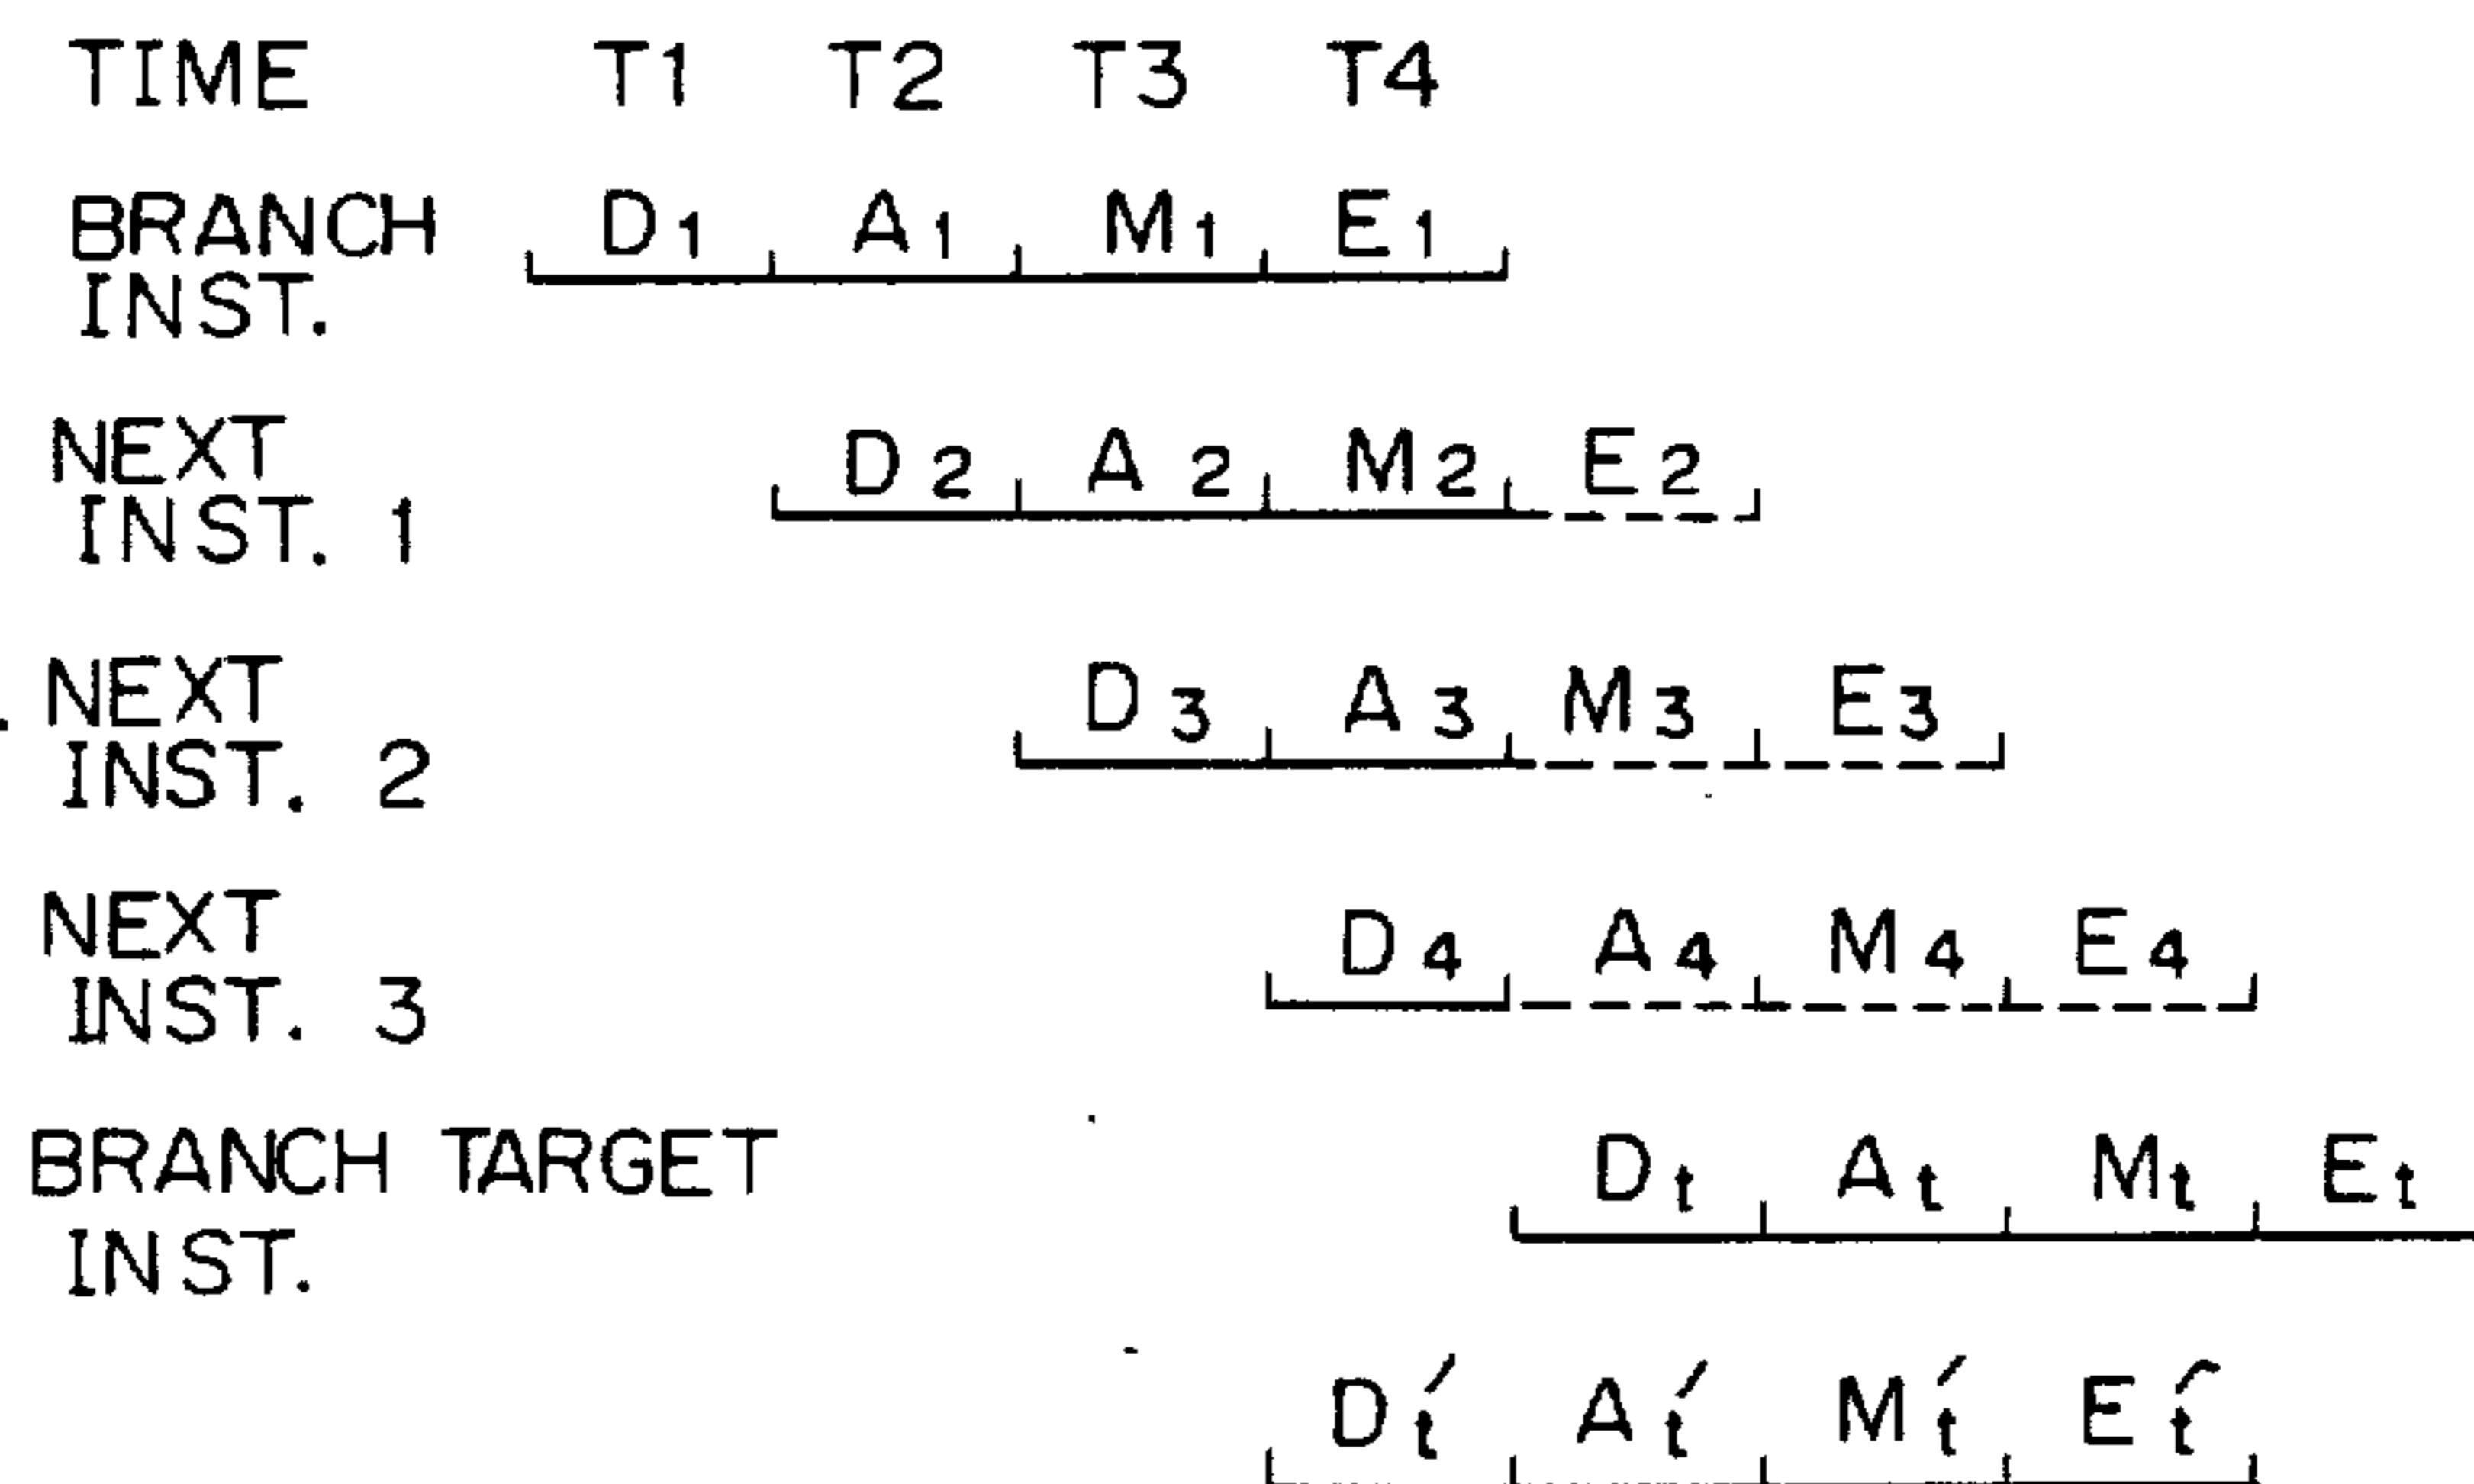 TIME T1 T2 T3 T4
BRANCH D1 A1 M1 E1
INST.
NEXT D2 A2 M2 E2
INST. 1
NEXT D3 A3 M3 E3
INST. 2
NEXT D4 A4 M4 E4
INST. 3
BRANCH TARGET Dt At Mt Et
INST.
Dt′ At′ Mt′ Et′